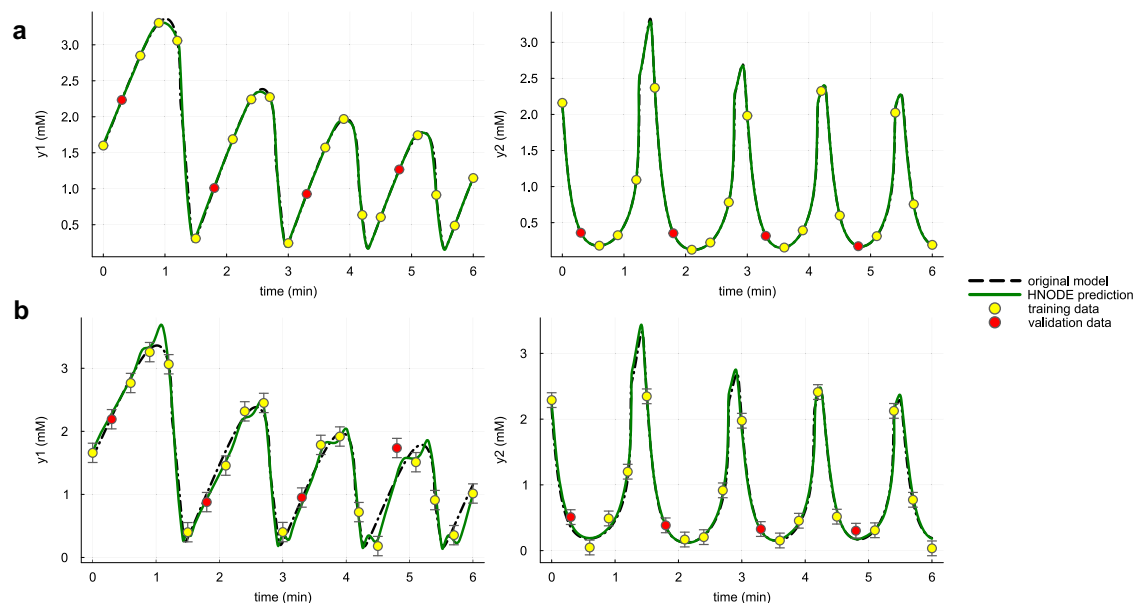 a
y1 (mM)
3.0
2.5
2.0
1.5
1.0
0.5
0 1 2 3 4 5 6
time (min)
y2 (mM)
3.0
2.5
2.0
1.5
1.0
0.5
0 1 2 3 4 5 6
time (min)
original model
HNODE prediction
training data
validation data
b
y1 (mM)
3
2
1
0
0 1 2 3 4 5 6
time (min)
y2 (mM)
3
2
1
0
0 1 2 3 4 5 6
time (min)